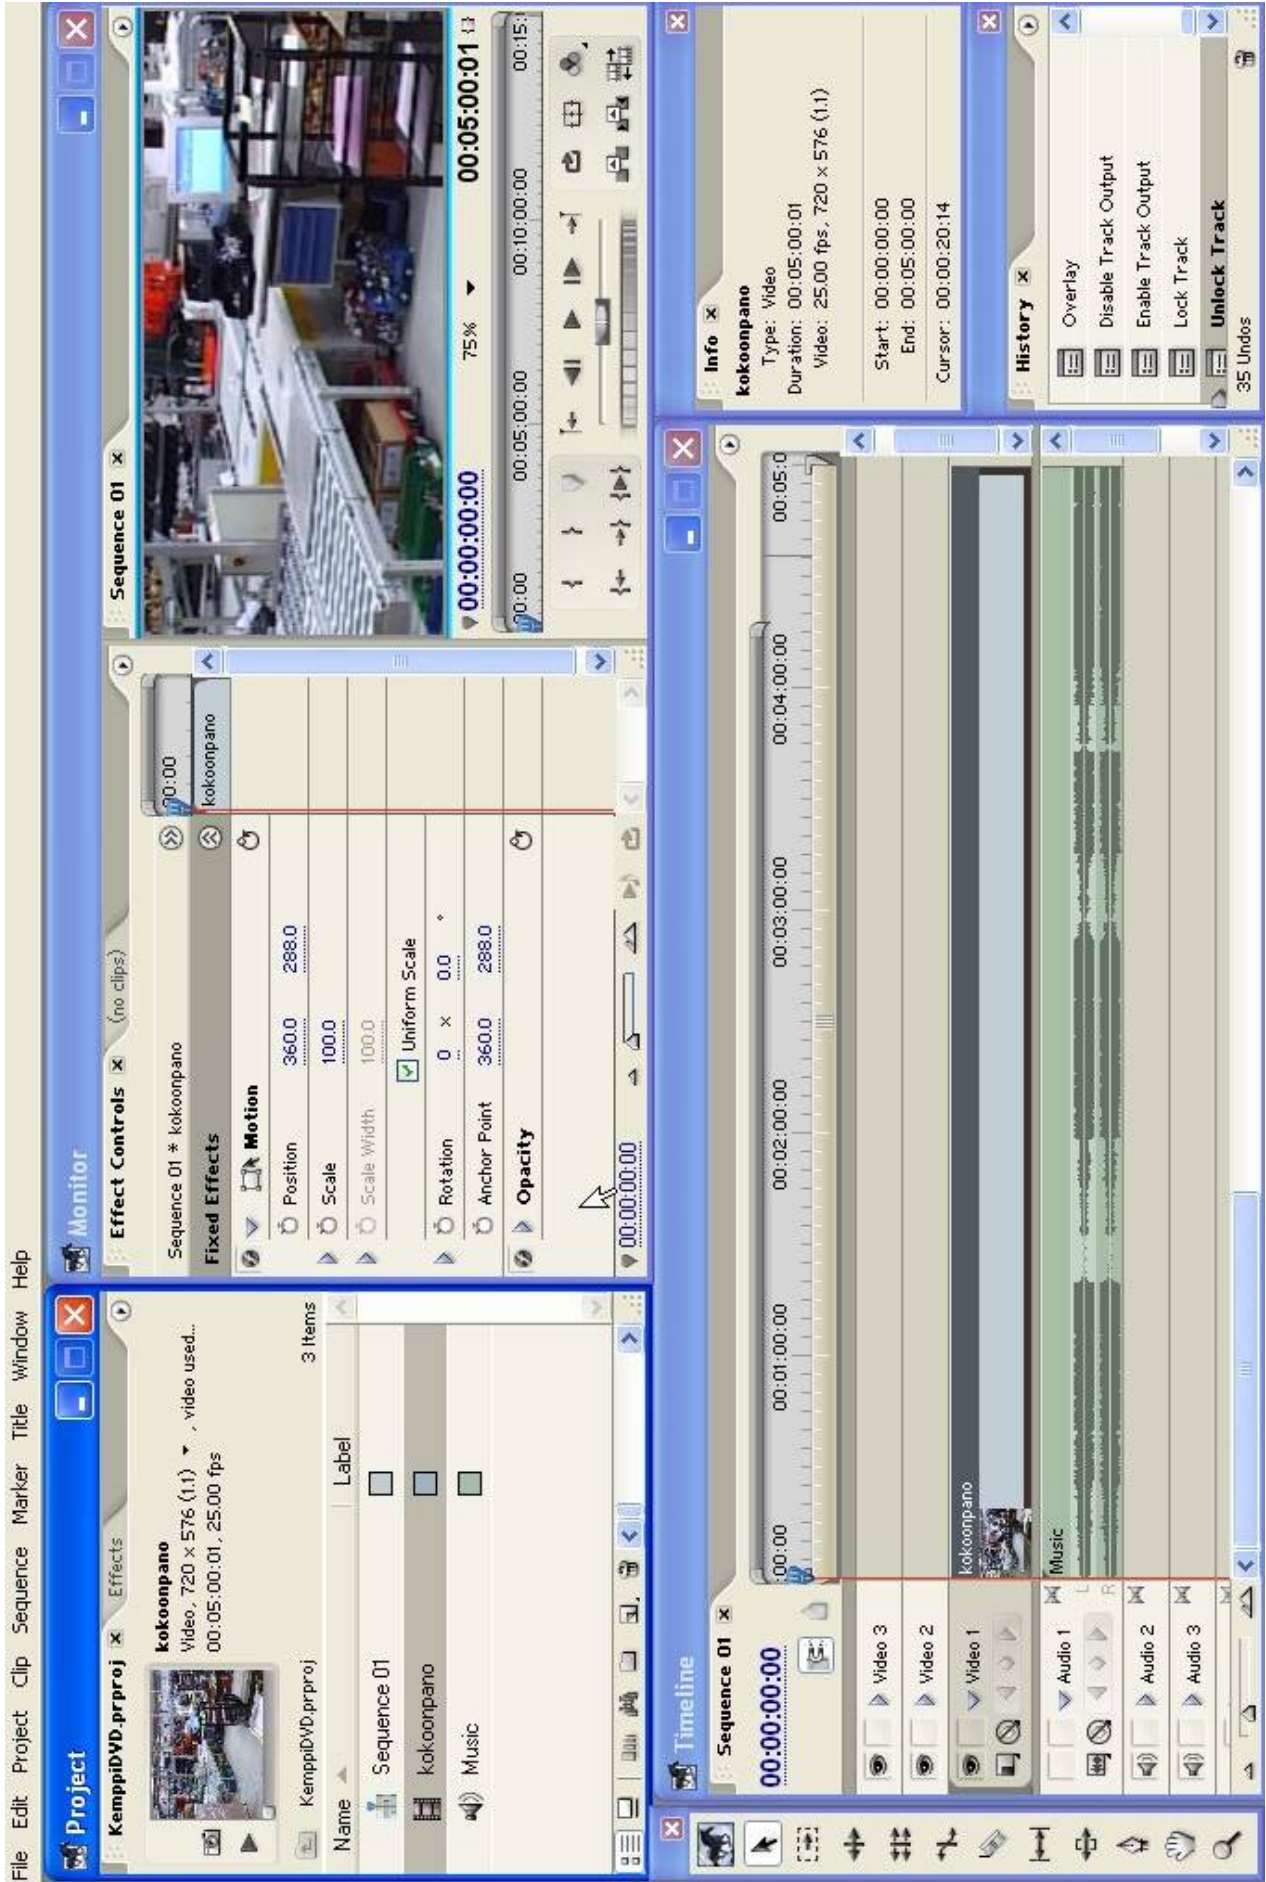 File Edit Project Clip Sequence Marker Title Window Help
Project
KemppiDVD.prproj Effects
kokoonpano
Video, 720 x 576 (1.1) , video used...
00:05:00:01, 25.00 fps
KemppiDVD.prproj 3 Items
Name Label
Sequence 01
kokoonpano
Music
Monitor
Effect Controls (no clips)
Sequence 01 * kokoonpano
00:00
Fixed Effects
kokoonpano
Motion
Position 360.0 288.0
Scale 100.0
Scale Width 100.0
Uniform Scale
Rotation 0 x 0.0 °
Anchor Point 360.0 288.0
Opacity
00:00:00:00
Sequence 01
00:00:00:00 75% 00:05:00:01
00:00 00:05:00:00 00:10:00:00 00:15:
Timeline
Sequence 01
00:00:00:00
:00:00 00:01:00:00 00:02:00:00 00:03:00:00 00:04:00:00 00:05:0
Video 3
Video 2
Video 1
kokoonpano
Audio 1
Music
L
R
Audio 2
Audio 3
Info
kokoonpano
Type: Video
Duration: 00:05:00:01
Video: 25.00 fps, 720 x 576 (1.1)
Start: 00:00:00:00
End: 00:05:00:00
Cursor: 00:00:20:14
History
Overlay
Disable Track Output
Enable Track Output
Lock Track
Unlock Track
35 Undos